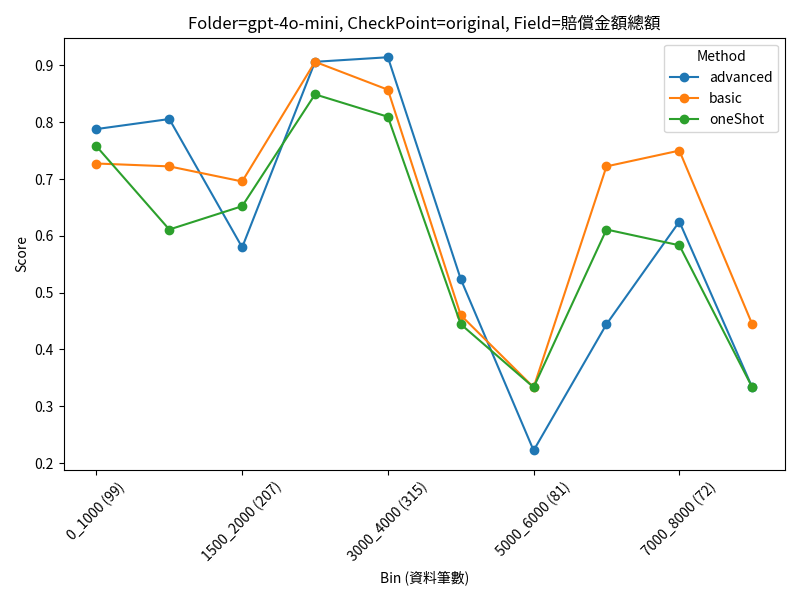 Folder=gpt-4o-mini, CheckPoint=original, Field=賠償金額總額
Method
advanced
basic
oneShot
Score
0.9
0.8
0.7
0.6
0.5
0.4
0.3
0.2
0_1000 (99)
1500_2000 (207)
3000_4000 (315)
5000_6000 (81)
7000_8000 (72)
Bin (資料筆數)